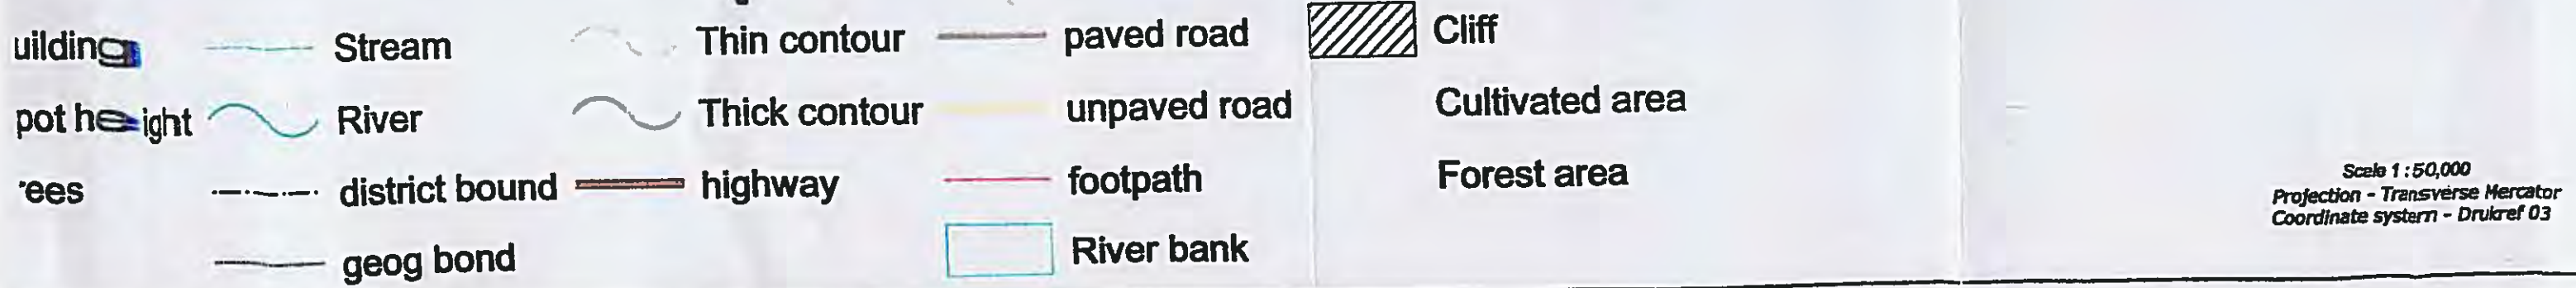 uilding Stream Thin contour paved road Cliff
pot height River Thick contour unpaved road Cultivated area
ees district bound highway footpath Forest area
geog bond River bank
Scale 1:50,000
Projection - Transverse Mercator
Coordinate system - Drukref 03